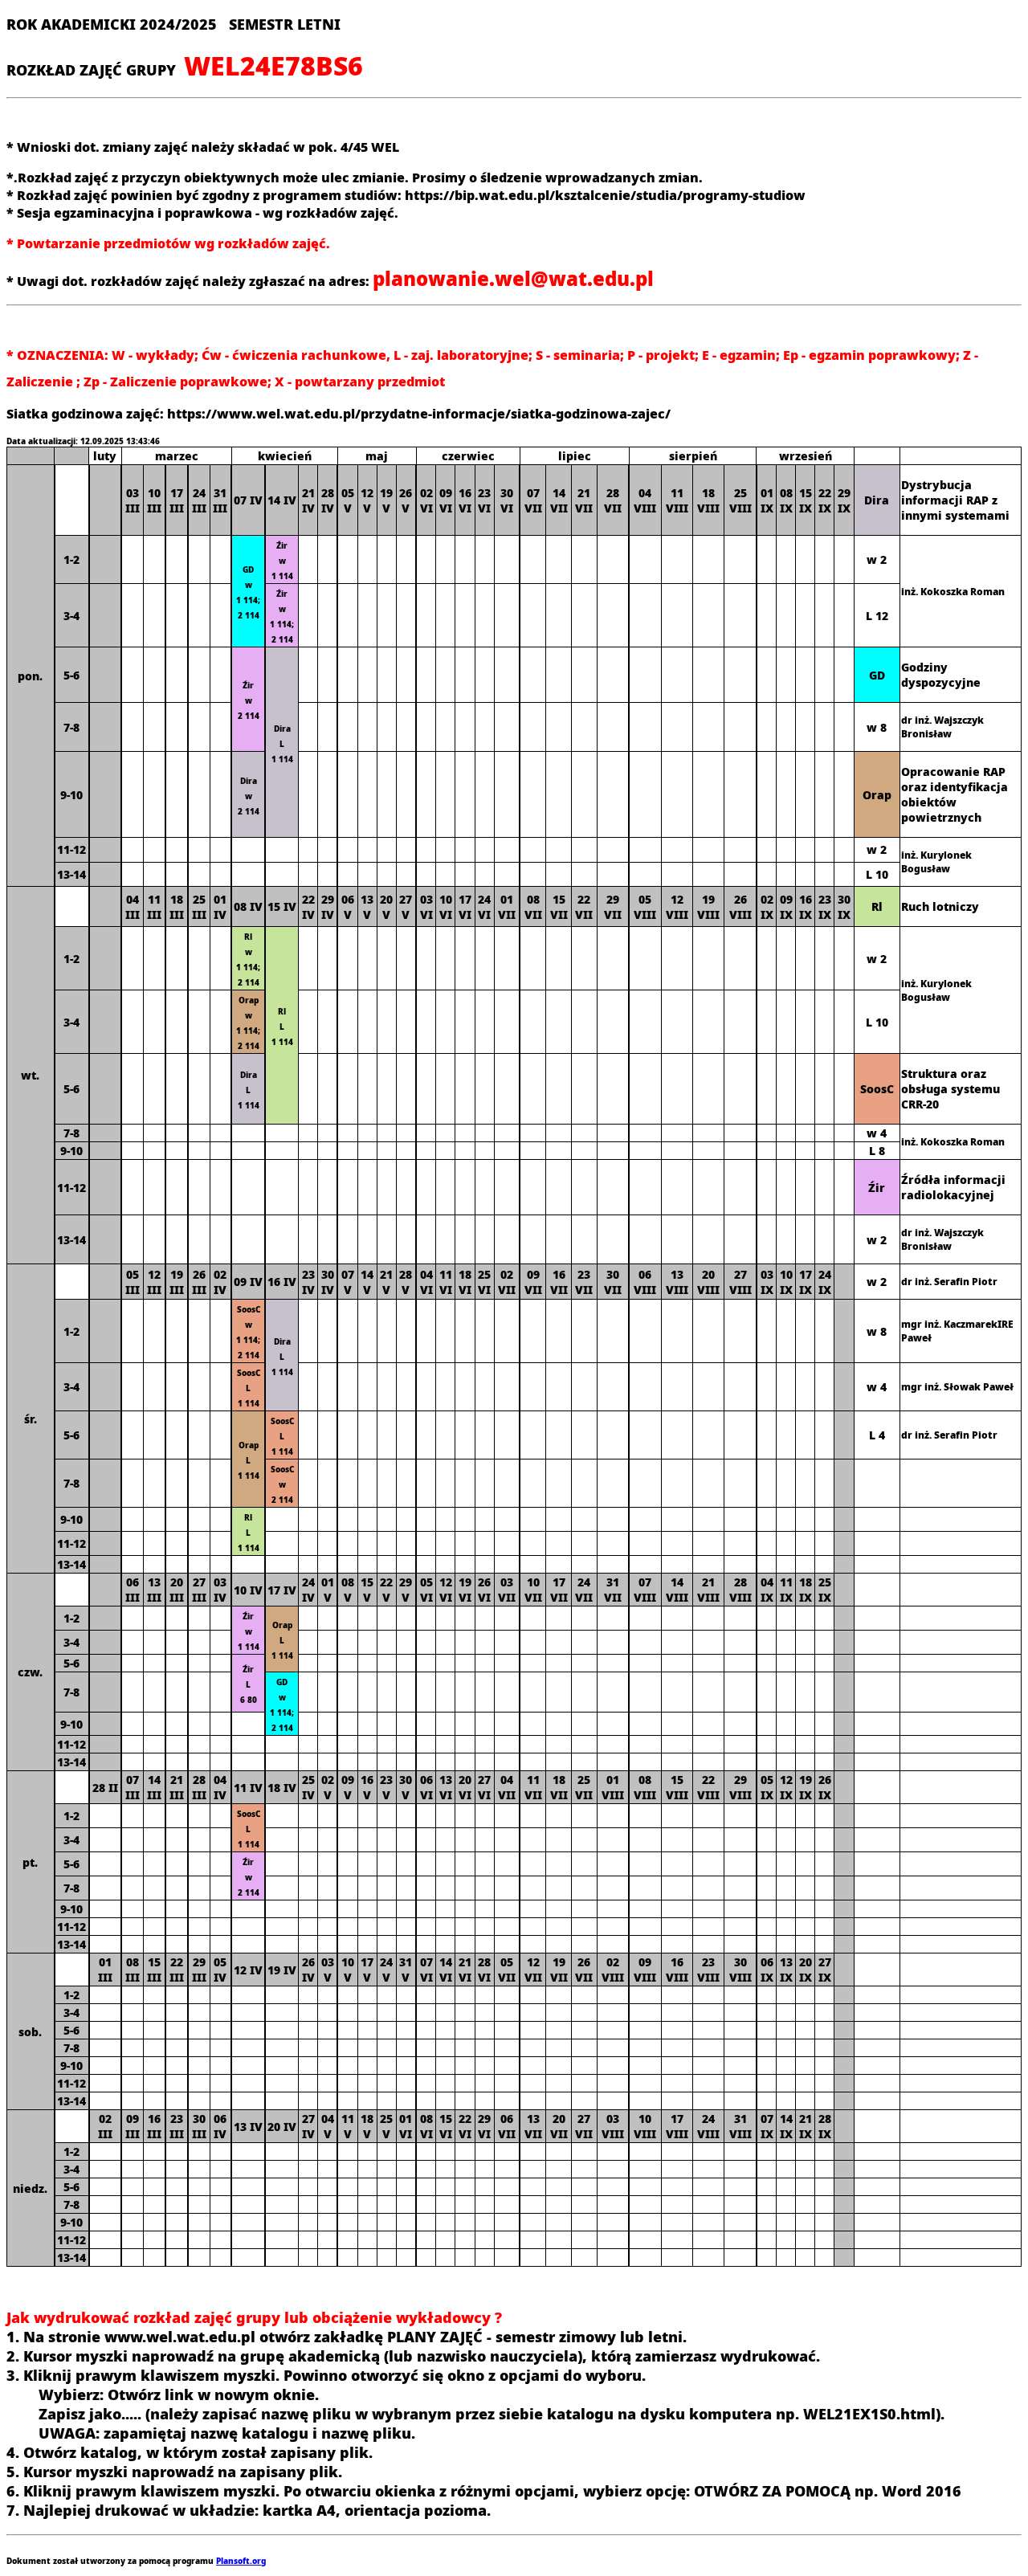 ROK AKADEMICKI 2024/2025 SEMESTR LETNI
ROZKŁAD ZAJĘĆ GRUPY WEL24E78BS6
* Wnioski dot. zmiany zajęć należy składać w pok. 4/45 WEL
*.Rozkład zajęć z przyczyn obiektywnych może ulec zmianie. Prosimy o śledzenie wprowadzanych zmian.
* Rozkład zajęć powinien być zgodny z programem studiów: https://bip.wat.edu.pl/ksztalcenie/studia/programy-studiow
* Sesja egzaminacyjna i poprawkowa - wg rozkładów zajęć.
* Powtarzanie przedmiotów wg rozkładów zajęć.
* Uwagi dot. rozkładów zajęć należy zgłaszać na adres: planowanie.wel@wat.edu.pl
* OZNACZENIA: W - wykłady; Ćw - ćwiczenia rachunkowe, L - zaj. laboratoryjne; S - seminaria; P - projekt; E - egzamin; Ep - egzamin poprawkowy; Z -
Zaliczenie ; Zp - Zaliczenie poprawkowe; X - powtarzany przedmiot
Siatka godzinowa zajęć: https://www.wel.wat.edu.pl/przydatne-informacje/siatka-godzinowa-zajec/
Data aktualizacji: 12.09.2025 13:43:46
luty marzec kwiecień maj czerwiec lipiec sierpień wrzesień
pon. 03 III 10 III 17 III 24 III 31 III 07 IV 14 IV 21 IV 28 IV 05 V 12 V 19 V 26 V 02 VI 09 VI 16 VI 23 VI 30 VI 07 VII 14 VII 21 VII 28 VII 04 VIII 11 VIII 18 VIII 25 VIII 01 IX 08 IX 15 IX 22 IX 29 IX Dira Dystrybucja informacji RAP z innymi systemami
1-2 GD w 1 114; 2 114 Źir w 1 114 w 2 inż. Kokoszka Roman
3-4 Źir w 1 114; 2 114 L 12
5-6 Źir w 2 114 Dira L 1 114 GD Godziny dyspozycyjne
7-8 w 8 dr inż. Wajszczyk Bronisław
9-10 Dira w 2 114 Orap Opracowanie RAP oraz identyfikacja obiektów powietrznych
11-12 w 2 inż. Kurylonek Bogusław
13-14 L 10
wt. 04 III 11 III 18 III 25 III 01 IV 08 IV 15 IV 22 IV 29 IV 06 V 13 V 20 V 27 V 03 VI 10 VI 17 VI 24 VI 01 VII 08 VII 15 VII 22 VII 29 VII 05 VIII 12 VIII 19 VIII 26 VIII 02 IX 09 IX 16 IX 23 IX 30 IX Rl Ruch lotniczy
1-2 Rl w 1 114; 2 114 Rl L 1 114 w 2 inż. Kurylonek Bogusław
3-4 Orap w 1 114; 2 114 L 10
5-6 Dira L 1 114 SoosC Struktura oraz obsługa systemu CRR-20
7-8 w 4 inż. Kokoszka Roman
9-10 L 8
11-12 Źir Źródła informacji radiolokacyjnej
13-14 w 2 dr inż. Wajszczyk Bronisław
śr. 05 III 12 III 19 III 26 III 02 IV 09 IV 16 IV 23 IV 30 IV 07 V 14 V 21 V 28 V 04 VI 11 VI 18 VI 25 VI 02 VII 09 VII 16 VII 23 VII 30 VII 06 VIII 13 VIII 20 VIII 27 VIII 03 IX 10 IX 17 IX 24 IX w 2 dr inż. Serafin Piotr
1-2 SoosC w 1 114; 2 114 Dira L 1 114 w 8 mgr inż. KaczmarekIRE Paweł
3-4 SoosC L 1 114 w 4 mgr inż. Słowak Paweł
5-6 Orap L 1 114 SoosC L 1 114 L 4 dr inż. Serafin Piotr
7-8 SoosC w 2 114
9-10 Rl L 1 114
11-12
13-14
czw. 06 III 13 III 20 III 27 III 03 IV 10 IV 17 IV 24 IV 01 V 08 V 15 V 22 V 29 V 05 VI 12 VI 19 VI 26 VI 03 VII 10 VII 17 VII 24 VII 31 VII 07 VIII 14 VIII 21 VIII 28 VIII 04 IX 11 IX 18 IX 25 IX
1-2 Źir w 1 114 Orap L 1 114
3-4
5-6 Źir L 6 80
7-8 GD w 1 114; 2 114
9-10
11-12
13-14
pt. 28 II 07 III 14 III 21 III 28 III 04 IV 11 IV 18 IV 25 IV 02 V 09 V 16 V 23 V 30 V 06 VI 13 VI 20 VI 27 VI 04 VII 11 VII 18 VII 25 VII 01 VIII 08 VIII 15 VIII 22 VIII 29 VIII 05 IX 12 IX 19 IX 26 IX
1-2 SoosC L 1 114
3-4
5-6 Źir w 2 114
7-8
9-10
11-12
13-14
sob. 01 III 08 III 15 III 22 III 29 III 05 IV 12 IV 19 IV 26 IV 03 V 10 V 17 V 24 V 31 V 07 VI 14 VI 21 VI 28 VI 05 VII 12 VII 19 VII 26 VII 02 VIII 09 VIII 16 VIII 23 VIII 30 VIII 06 IX 13 IX 20 IX 27 IX
1-2
3-4
5-6
7-8
9-10
11-12
13-14
niedz. 02 III 09 III 16 III 23 III 30 III 06 IV 13 IV 20 IV 27 IV 04 V 11 V 18 V 25 V 01 VI 08 VI 15 VI 22 VI 29 VI 06 VII 13 VII 20 VII 27 VII 03 VIII 10 VIII 17 VIII 24 VIII 31 VIII 07 IX 14 IX 21 IX 28 IX
1-2
3-4
5-6
7-8
9-10
11-12
13-14
Jak wydrukować rozkład zajęć grupy lub obciążenie wykładowcy ?
1. Na stronie www.wel.wat.edu.pl otwórz zakładkę PLANY ZAJĘĆ - semestr zimowy lub letni.
2. Kursor myszki naprowadź na grupę akademicką (lub nazwisko nauczyciela), którą zamierzasz wydrukować.
3. Kliknij prawym klawiszem myszki. Powinno otworzyć się okno z opcjami do wyboru.
Wybierz: Otwórz link w nowym oknie.
Zapisz jako..... (należy zapisać nazwę pliku w wybranym przez siebie katalogu na dysku komputera np. WEL21EX1S0.html).
UWAGA: zapamiętaj nazwę katalogu i nazwę pliku.
4. Otwórz katalog, w którym został zapisany plik.
5. Kursor myszki naprowadź na zapisany plik.
6. Kliknij prawym klawiszem myszki. Po otwarciu okienka z różnymi opcjami, wybierz opcję: OTWÓRZ ZA POMOCĄ np. Word 2016
7. Najlepiej drukować w układzie: kartka A4, orientacja pozioma.
Dokument został utworzony za pomocą programu Plansoft.org